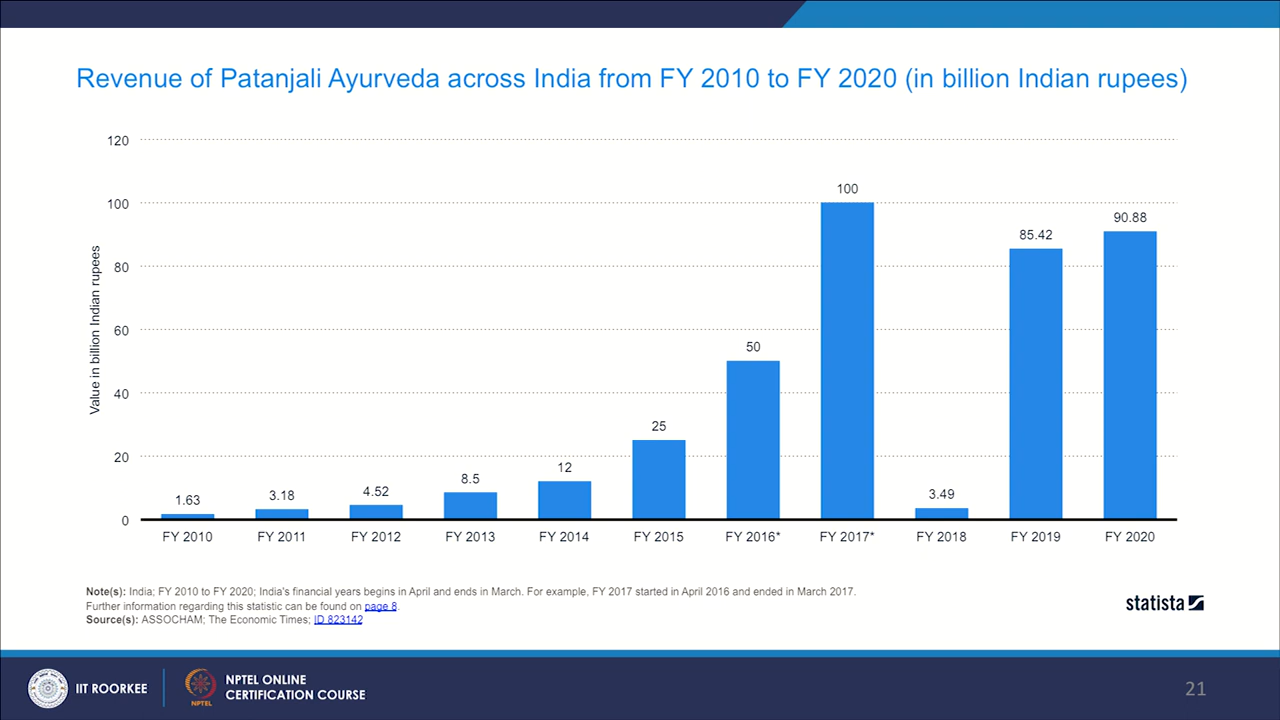 Revenue of Patanjali Ayurveda across India from FY 2010 to FY 2020 (in billion Indian rupees)
Value in billion Indian rupees
120
100
80
60
40
20
0
1.63
3.18
4.52
8.5
12
25
50
100
3.49
85.42
90.88
FY 2010
FY 2011
FY 2012
FY 2013
FY 2014
FY 2015
FY 2016*
FY 2017*
FY 2018
FY 2019
FY 2020
Note(s): India; FY 2010 to FY 2020; India's financial years begins in April and ends in March. For example, FY 2017 started in April 2016 and ended in March 2017.
Further information regarding this statistic can be found on page 8.
Source(s): ASSOCHAM; The Economic Times; ID 823142
statista
IIT ROORKEE
NPTEL
NPTEL ONLINE
CERTIFICATION COURSE
21